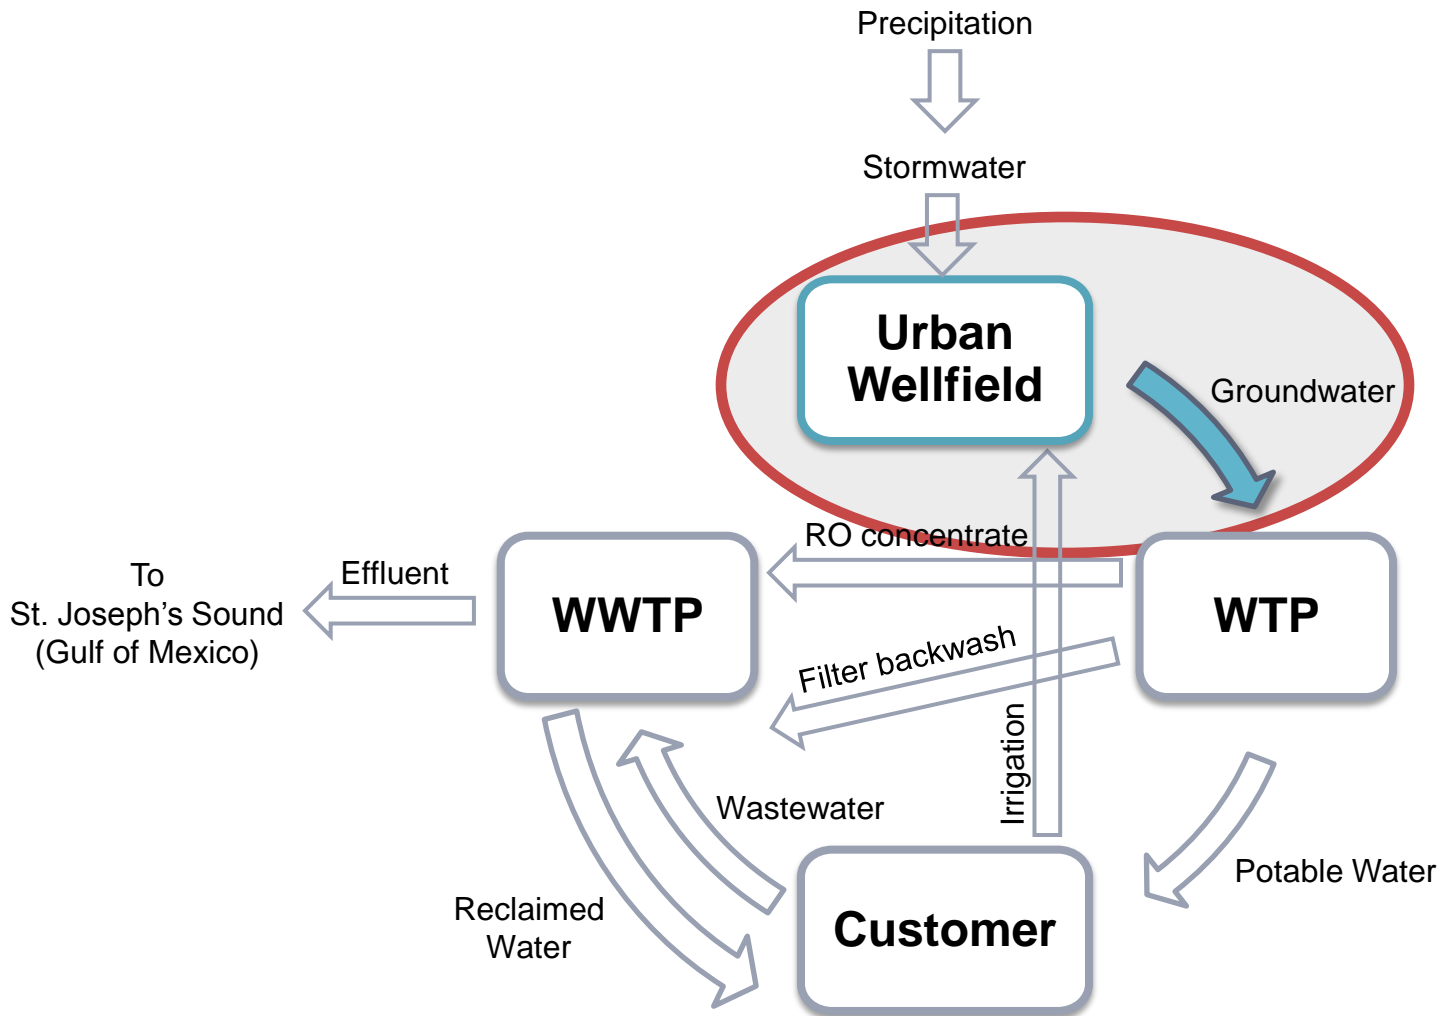 Precipitation
Stormwater
Urban
Wellfield
Groundwater
RO concentrate
To
St. Joseph’s Sound
(Gulf of Mexico)
Effluent
WWTP
WTP
Filter backwash
Irrigation
Wastewater
Potable Water
Reclaimed
Water
Customer